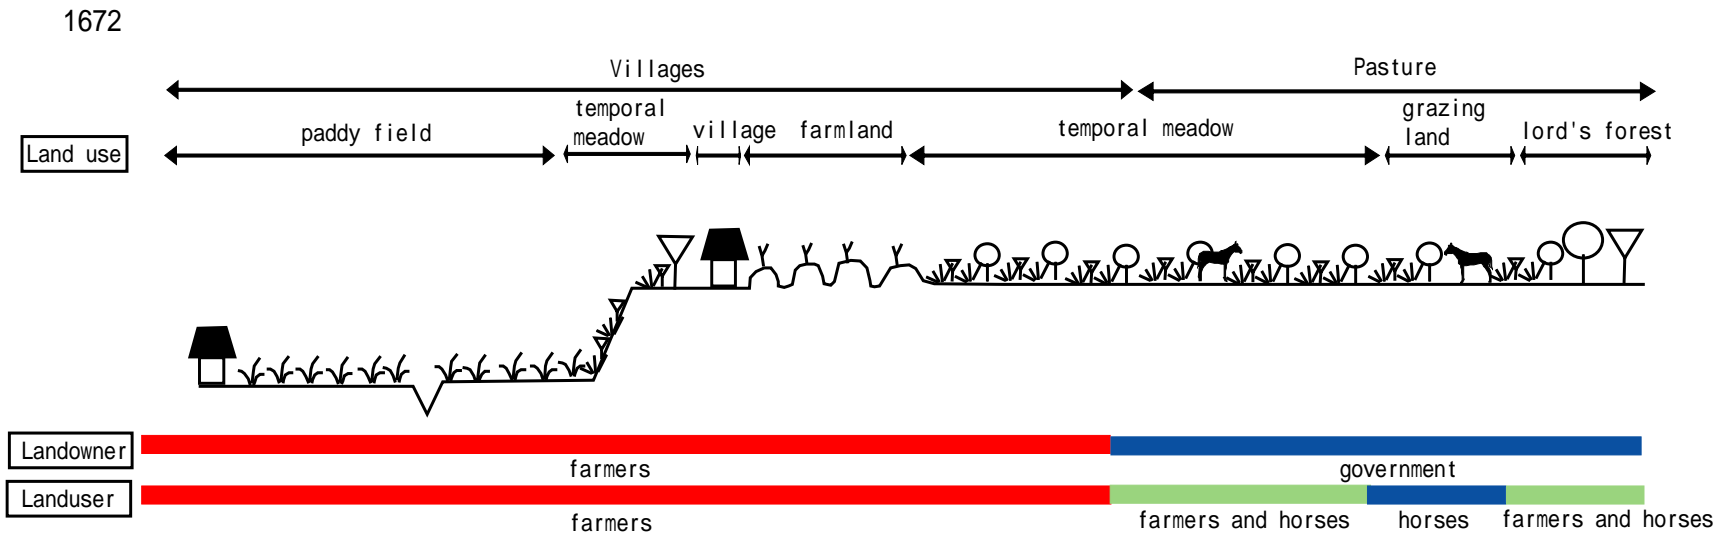 1672
Villages
Pasture
temporal
meadow
grazing
land
paddy field
village
farmland
temporal meadow
lord's forest
Land use
Landowner
farmers
government
Landuser
farmers
farmers and horses
horses
farmers and horses